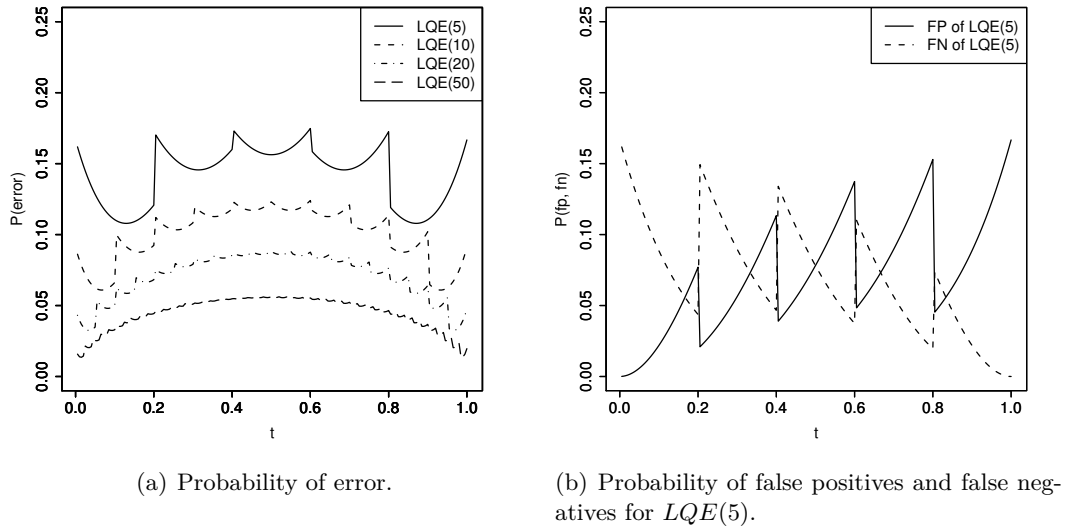 0.25
0.20
0.15
0.10
0.05
0.00
P(error)
LQE(5)
LQE(10)
LQE(20)
LQE(50)
0.0 0.2 0.4 0.6 0.8 1.0
t
(a) Probability of error.
0.25
0.20
0.15
0.10
0.05
0.00
P(fp, fn)
FP of LQE(5)
FN of LQE(5)
0.0 0.2 0.4 0.6 0.8 1.0
t
(b) Probability of false positives and false neg-
atives for LQE(5).